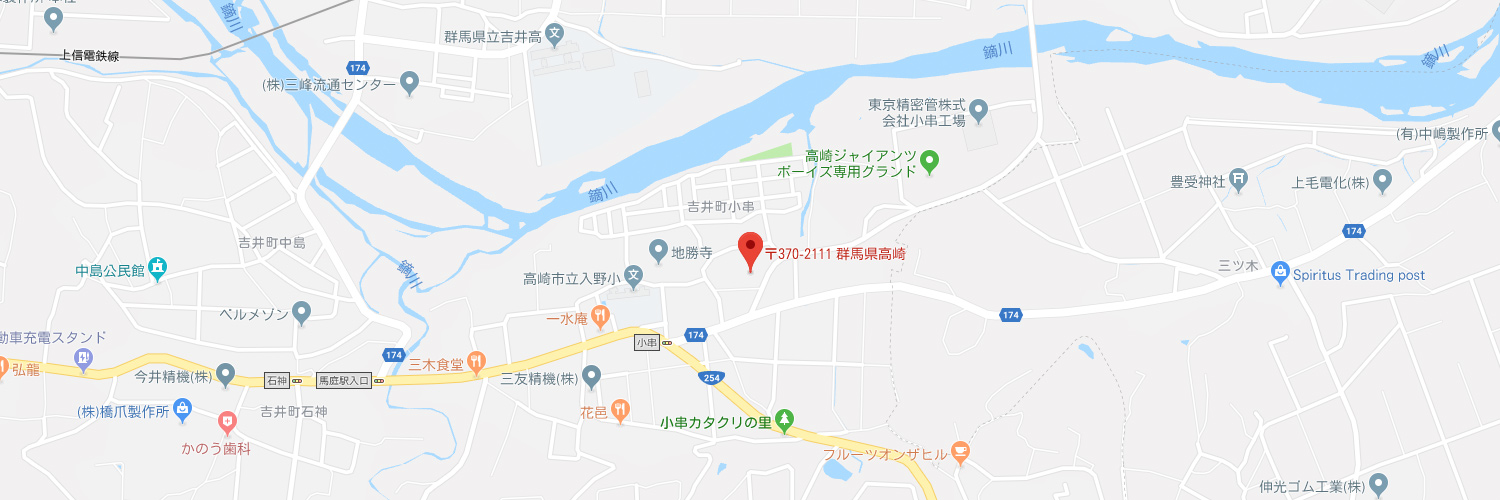 鏑川
上信電鉄線
174
群馬県立吉井高
(株)三峰流通センター
鏑川
鏑川
東京精密管株式
会社小串工場
(有)中嶋製作所
高崎ジャイアンツ
ボーイズ専用グランド
豊受神社
上毛電化(株)
鏑川
吉井町小串
174
吉井町中島
地勝寺
〒370-2111 群馬県高崎
中島公民館
鏑川
高崎市立入野小
三ツ木
Spiritus Trading post
ベルメゾン
一水庵
174
動車充電スタンド
小串
174
174
弘龍
三木食堂
今井精機(株)
石神
馬庭駅入口
三友精機(株)
254
(株)橋爪製作所
吉井町石神
花邑
小串カタクリの里
かのう歯科
フルーツオンザヒル
伸光ゴム工業(株)